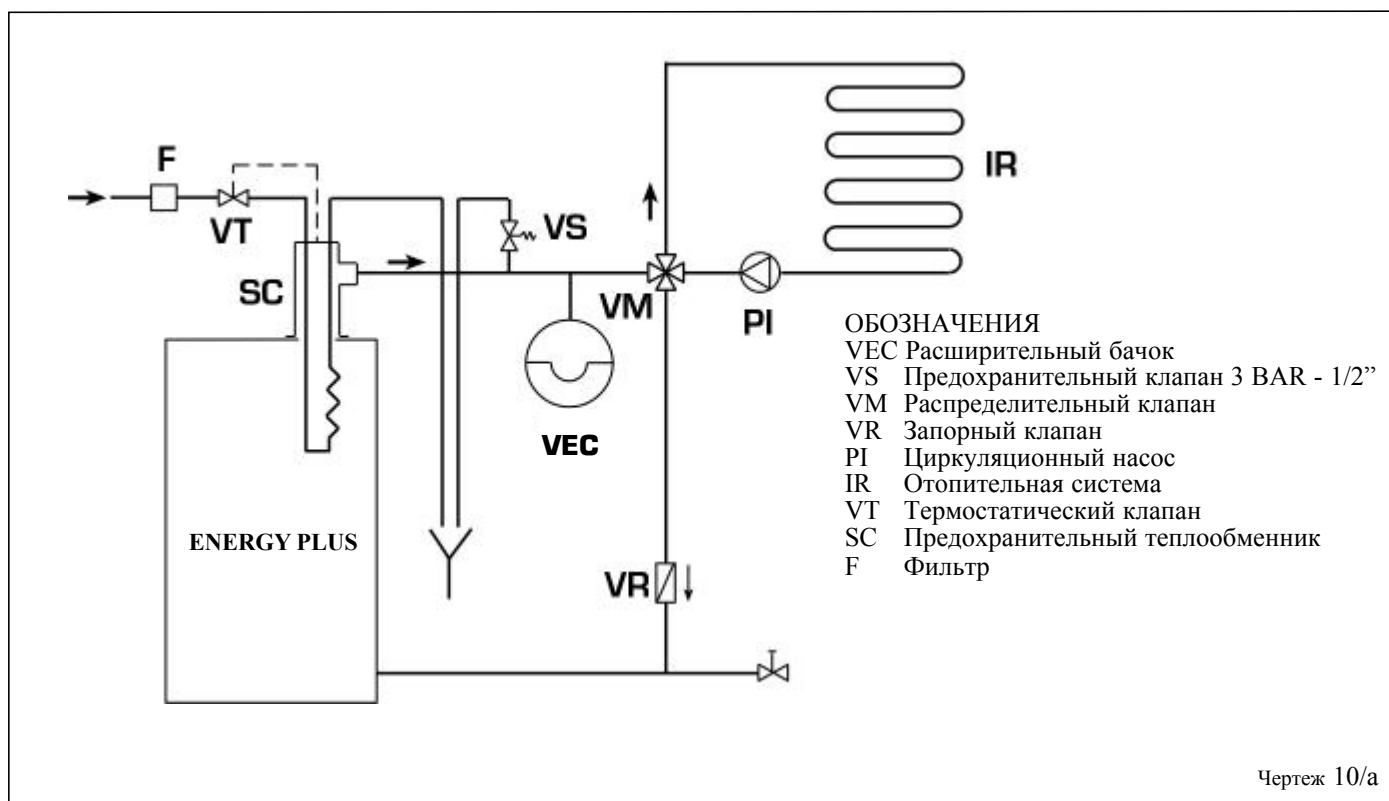 F
VT
SC
VS
VM
PI
IR
VEC
ENERGY PLUS
VR
ОБОЗНАЧЕНИЯ
VEC Расширительный бачок
VS Предохранительный клапан 3 BAR - 1/2”
VM Распределительный клапан
VR Запорный клапан
PI Циркуляционный насос
IR Отопительная система
VT Термостатический клапан
SC Предохранительный теплообменник
F Фильтр
Чертеж 10/a